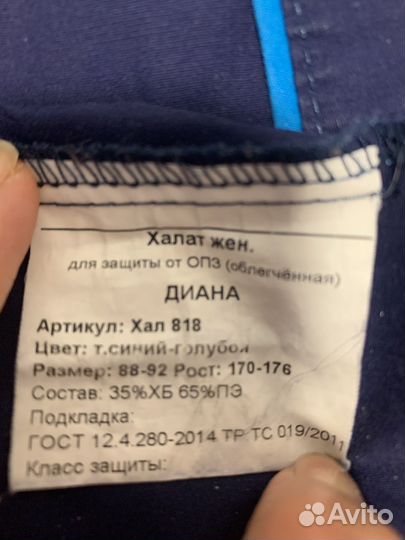 Халат жен.
для защиты от ОПЗ (облегчённая)
ДИАНА
Артикул: Хал 818
Цвет: т.синий-голубой
Размер: 88-92 Рост: 170-176
Состав: 35%ХБ 65%ПЭ
Подкладка:
ГОСТ 12.4.280-2014 ТР ТС 019/2011
Класс защиты:
Avito